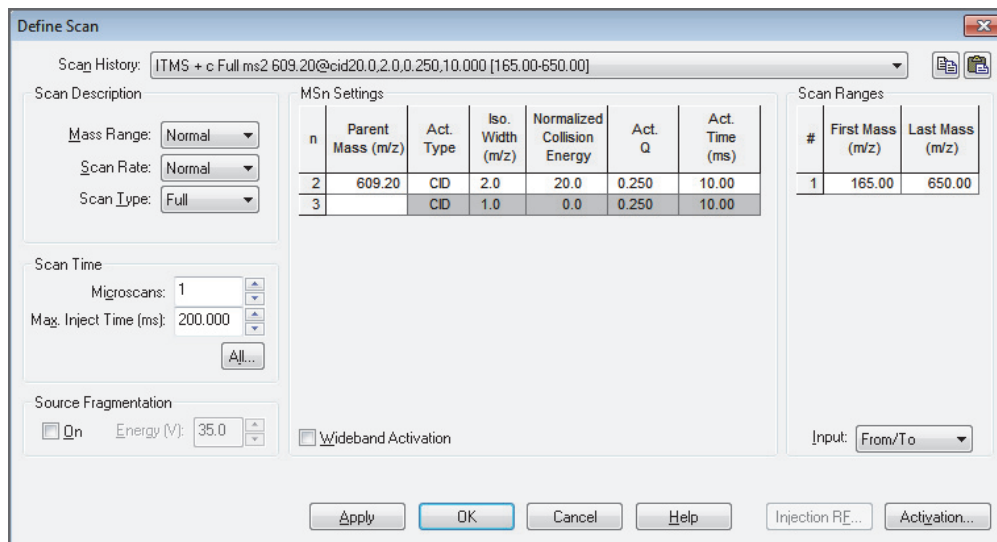 Define Scan
Scan History: ITMS + c Full ms2 609.20@cid20.0,2.0,0.250,10.000 [165.00-650.00]
Scan Description
Mass Range: Normal
Scan Rate: Normal
Scan Type: Full
Scan Time
Microscans: 1
Max. Inject Time (ms): 200.000
All...
Source Fragmentation
On Energy (V): 35.0
MSn Settings
n Parent Mass (m/z) Act. Type Iso. Width (m/z) Normalized Collision Energy Act. Q Act. Time (ms)
2 609.20 CID 2.0 20.0 0.250 10.00
3 CID 1.0 0.0 0.250 10.00
Wideband Activation
Scan Ranges
# First Mass (m/z) Last Mass (m/z)
1 165.00 650.00
Input: From/To
Apply OK Cancel Help Injection RF... Activation...